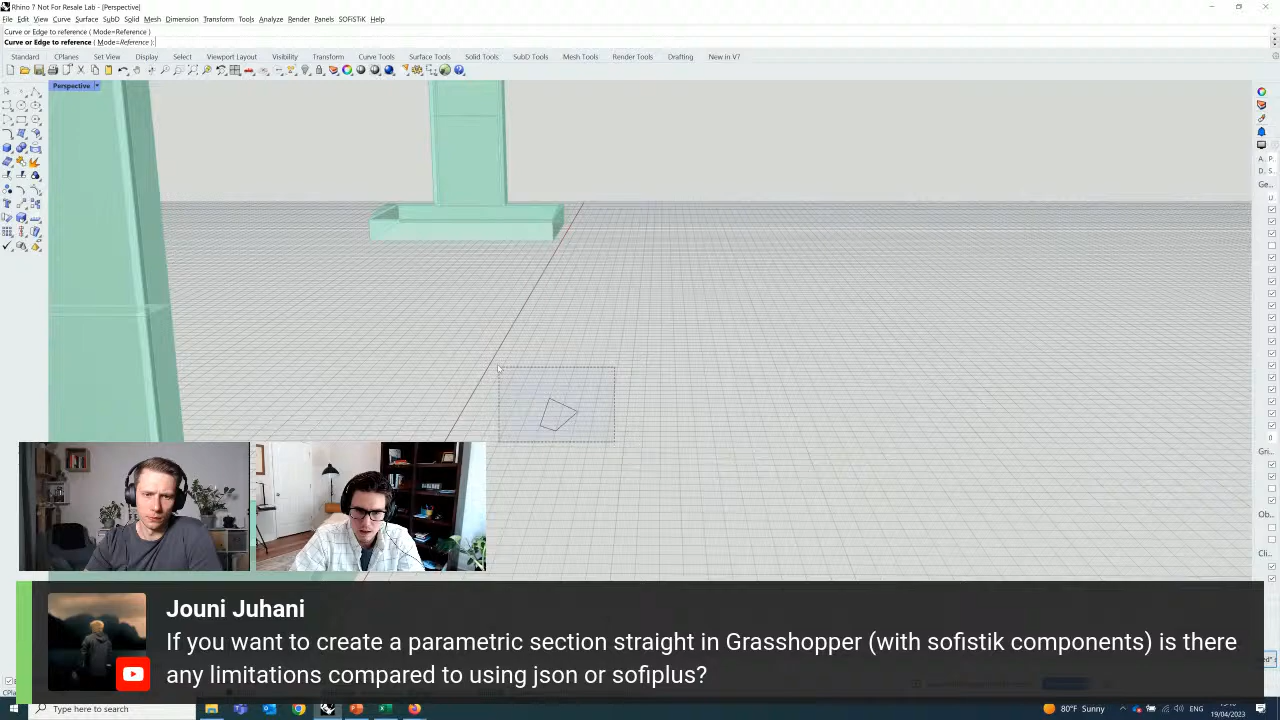 Rhino 7 Not For Resale Lab - [Perspective]
File Edit View Curve Surface SubD Solid Mesh Dimension Transform Tools Analyze Render Panels SOFiSTiK Help
Curve or Edge to reference ( Mode=Reference )
Curve or Edge to reference ( Mode=Reference ):
Standard CPlanes Set View Display Select Viewport Layout Visibility Transform Curve Tools Surface Tools Solid Tools SubD Tools Mesh Tools Render Tools Drafting New in V7
Perspective
A.. P..
D.. S..
Ge...
Gri...
Ob...
Cli...
Jouni Juhani
If you want to create a parametric section straight in Grasshopper (with sofistik components) is there
any limitations compared to using json or sofiplus?
Type here to search
80°F Sunny
ENG
19/04/2023